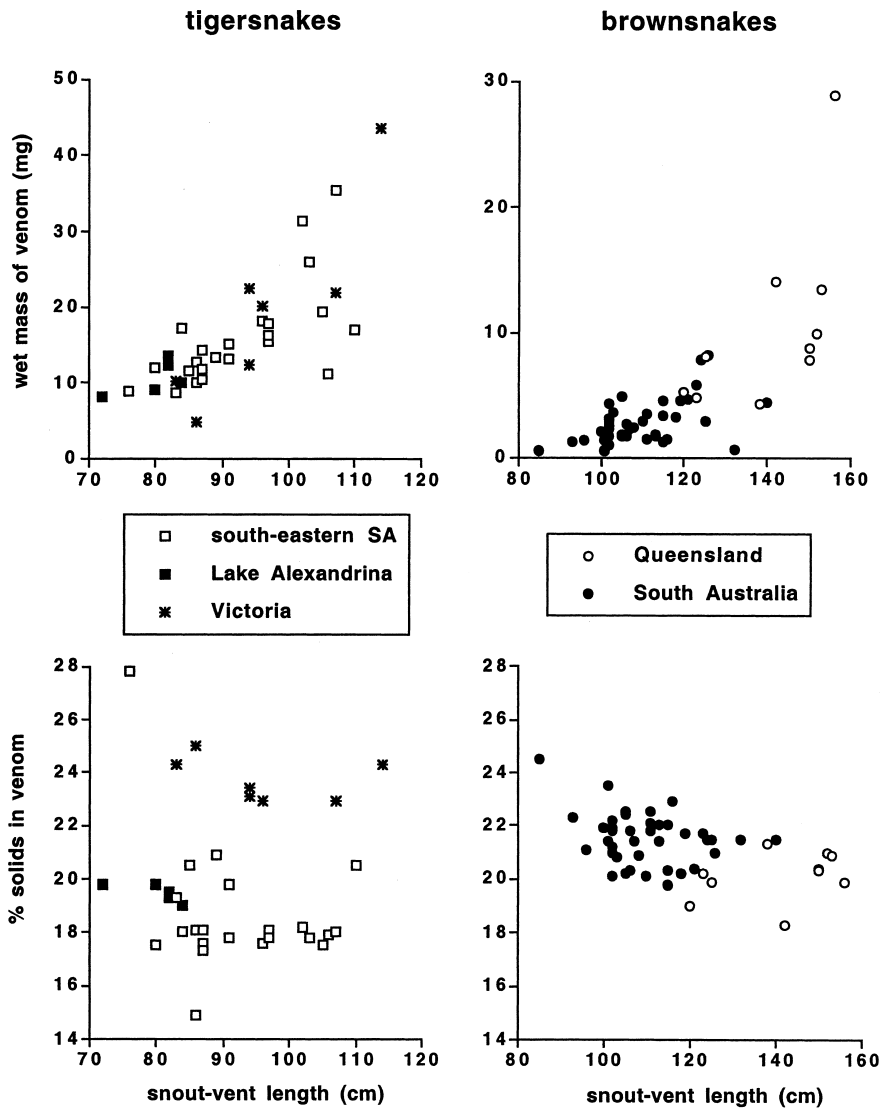 tigersnakes
brownsnakes
wet mass of venom (mg)
50
40
30
20
10
0
70 80 90 100 110 120
30
20
10
0
80 100 120 140 160
south-eastern SA
Lake Alexandrina
Victoria
Queensland
South Australia
% solids in venom
28
26
24
22
20
18
16
14
70 80 90 100 110 120
snout-vent length (cm)
28
26
24
22
20
18
16
14
80 100 120 140 160
snout-vent length (cm)